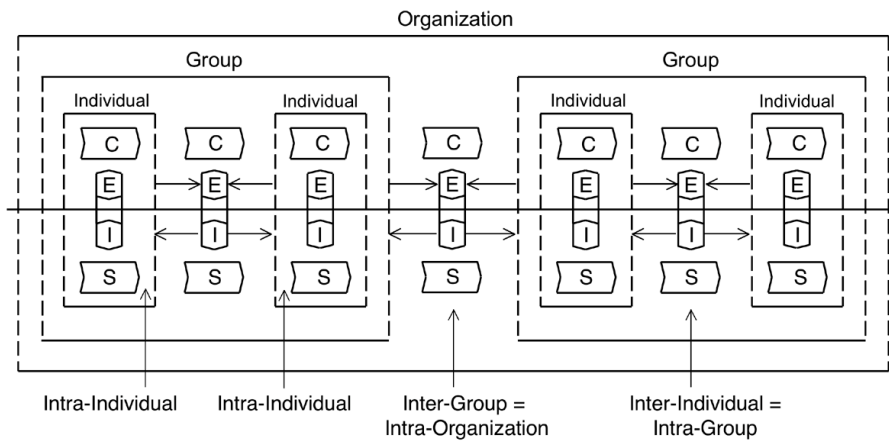 Organization
Group Group
Individual Individual Individual Individual
C C C C C C C
E E E E E E E
I I I I I I I
S S S S S S S
Intra-Individual Intra-Individual Inter-Group = Inter-Individual =
Intra-Organization Intra-Group